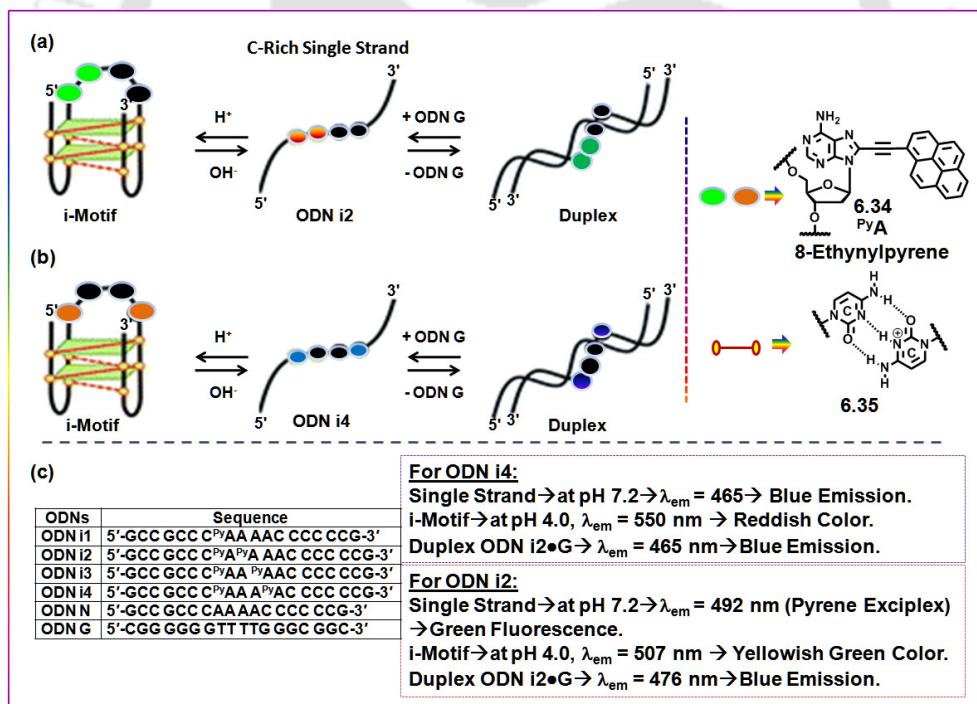 (a)
C-Rich Single Strand
3'
5' 3'
5'
3'
H⁺
OH⁻
+ ODN G
- ODN G
5'
5' 3'
i-Motif
ODN i2
Duplex
(b)
3'
5' 3'
5'
3'
H⁺
OH⁻
+ ODN G
- ODN G
5'
5' 3'
i-Motif
ODN i4
Duplex
NH₂
N
N
N
N
O
O
O
6.34
PyA
8-Ethynylpyrene
H
N-H
C
N
N
O
O
H
N
N
C
H
N
H
6.35
(c)
ODNs Sequence
ODN i1 5′-GCC GCC C^PyAA AAC CCC CCG-3′
ODN i2 5′-GCC GCC C^PyA^PyA AAC CCC CCG-3′
ODN i3 5′-GCC GCC C^PyAA ^PyAAC CCC CCG-3′
ODN i4 5′-GCC GCC C^PyAA A^PyAC CCC CCG-3′
ODN N 5′-GCC GCC CAA AAC CCC CCG-3′
ODN G 5′-CGG GGG GTT TTG GGC GGC-3′
For ODN i4:
Single Strand→at pH 7.2→λem = 465→ Blue Emission.
i-Motif→at pH 4.0, λem = 550 nm → Reddish Color.
Duplex ODN i2●G→ λem = 465 nm→Blue Emission.
For ODN i2:
Single Strand→at pH 7.2→λem = 492 nm (Pyrene Exciplex)
→Green Fluorescence.
i-Motif→at pH 4.0, λem = 507 nm → Yellowish Green Color.
Duplex ODN i2●G→ λem = 476 nm→Blue Emission.